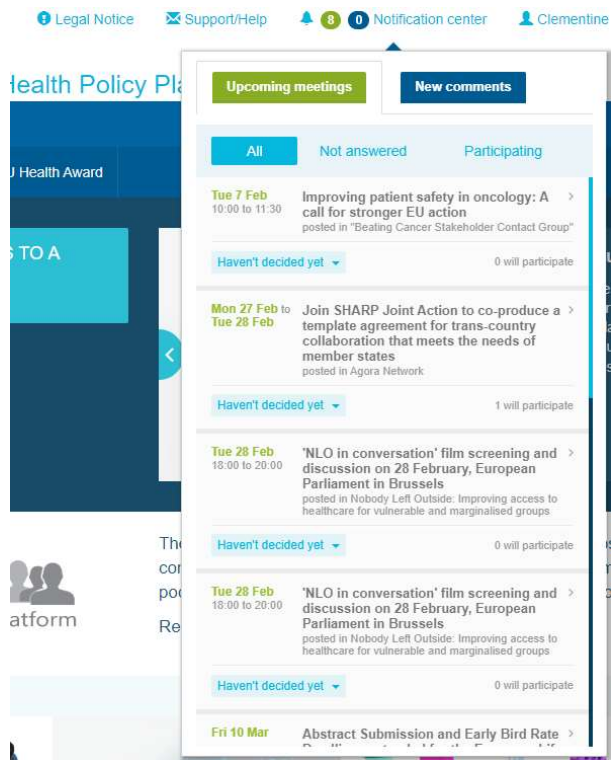 Legal Notice Support/Help 8 0 Notification center Clementine
Health Policy
Upcoming meetings New comments
All Not answered Participating
J Health Award
Tue 7 Feb
10:00 to 11:30
Improving patient safety in oncology: A
call for stronger EU
action
posted in "Beating Cancer Stakeholder Contact Group"
Haven't decided yet 0 will participate
S TO A
Mon 27 Feb to
Tue 28 Feb
Join SHARP Joint Action to co-produce a
template agreement for trans-country
collaboration that meets the needs of
member states
posted in Agora Network
Haven't decided yet 1 will participate
Tue 28 Feb
18:00 to 20:00
'NLO in conversation' film screening and
discussion on 28 February, European
Parliament in Brussels
posted in Nobody Left Outside: Improving access to
healthcare for vulnerable and marginalised groups
Haven't decided yet 0 will participate
Tue 28 Feb
18:00 to 20:00
'NLO in conversation' film screening and
discussion on 28 February, European
Parliament in Brussels
posted in Nobody Left Outside: Improving access to
healthcare for vulnerable and marginalised groups
Haven't decided yet 0 will participate
Fri 10 Mar
Abstract Submission and Early Bird Rate
atform